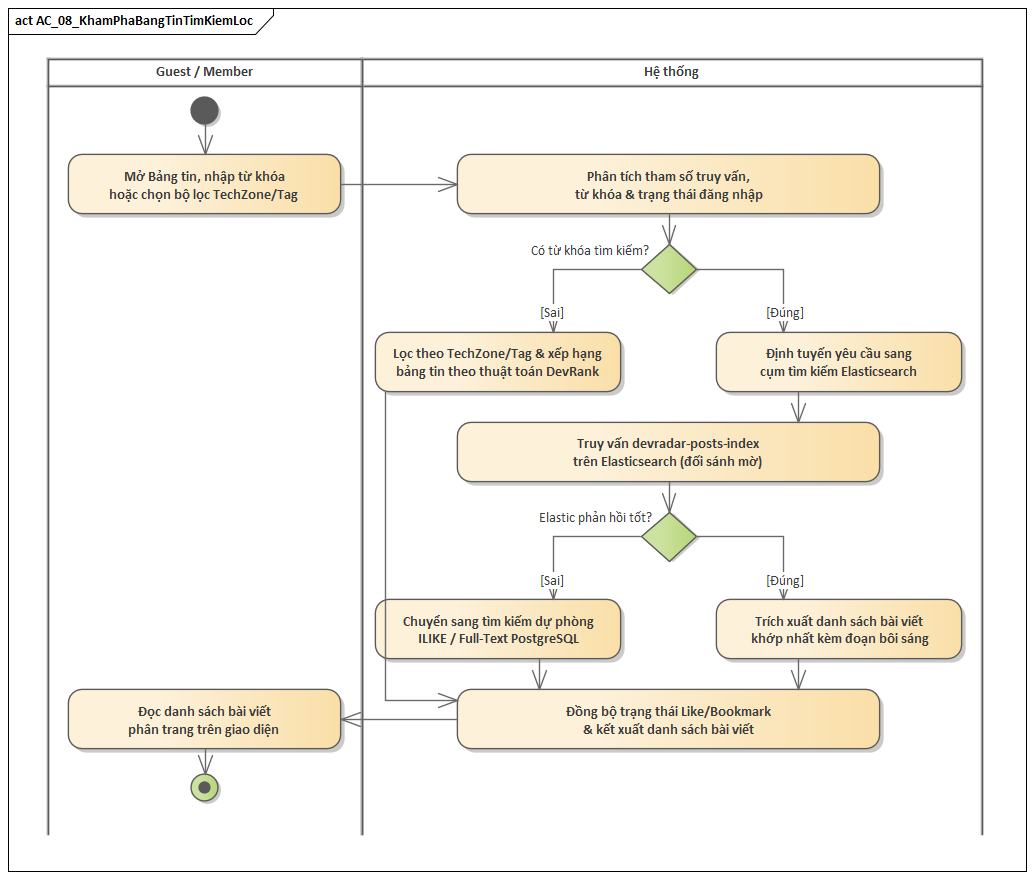 act AC_08_KhamPhaBangTinTimKiemLoc
Guest / Member
Hệ thống
Mở Bảng tin, nhập từ khóa
hoặc chọn bộ lọc TechZone/Tag
Phân tích tham số truy vấn,
từ khóa & trạng thái đăng nhập
Có từ khóa tìm kiếm?
[Sai]
[Đúng]
Lọc theo TechZone/Tag & xếp hạng
bảng tin theo thuật toán DevRank
Định tuyến yêu cầu sang
cụm tìm kiếm Elasticsearch
Truy vấn devradar-posts-index
trên Elasticsearch (đối sánh mờ)
Elastic phản hồi tốt?
[Sai]
[Đúng]
Chuyển sang tìm kiếm dự phòng
ILIKE / Full-Text PostgreSQL
Trích xuất danh sách bài viết
khớp nhất kèm đoạn bôi sáng
Đọc danh sách bài viết
phân trang trên giao diện
Đồng bộ trạng thái Like/Bookmark
& kết xuất danh sách bài viết